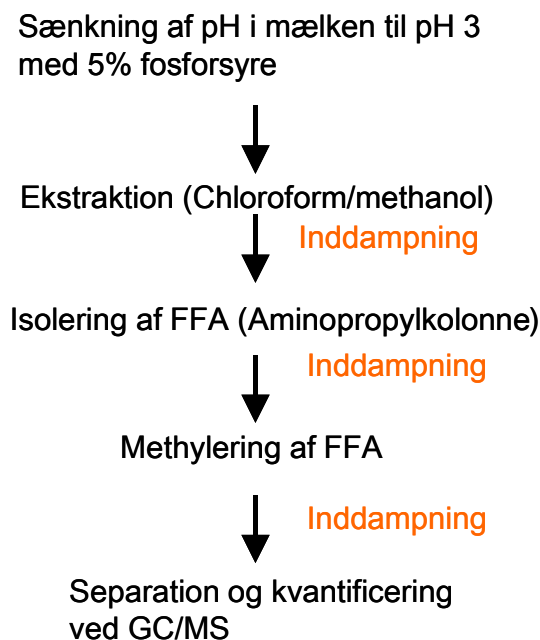 Sænkning af pH i mælken til pH 3
med 5% fosforsyre
Ekstraktion (Chloroform/methanol)
Inddampning
Isolering af FFA (Aminopropylkolonne)
Inddampning
Methylering af FFA
Inddampning
Separation og kvantificering
ved GC/MS